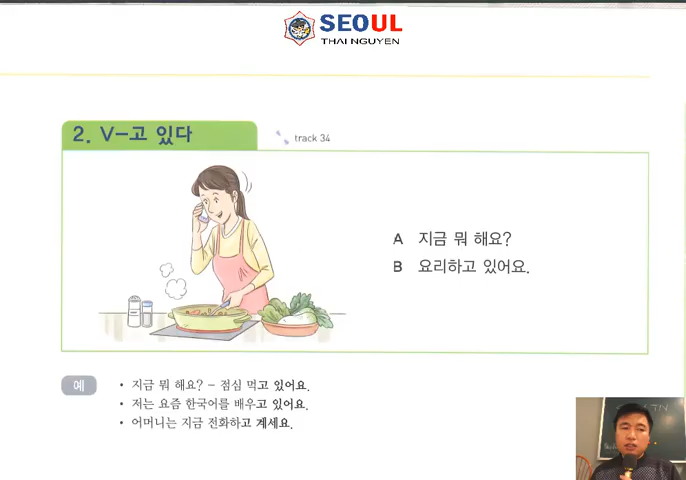 SEOUL
THAI NGUYEN
2. V-고 있다
track 34
A 지금 뭐 해요?
B 요리하고 있어요.
예
• 지금 뭐 해요? – 점심 먹고 있어요.
• 저는 요즘 한국어를 배우고 있어요.
• 어머니는 지금 전화하고 계세요.